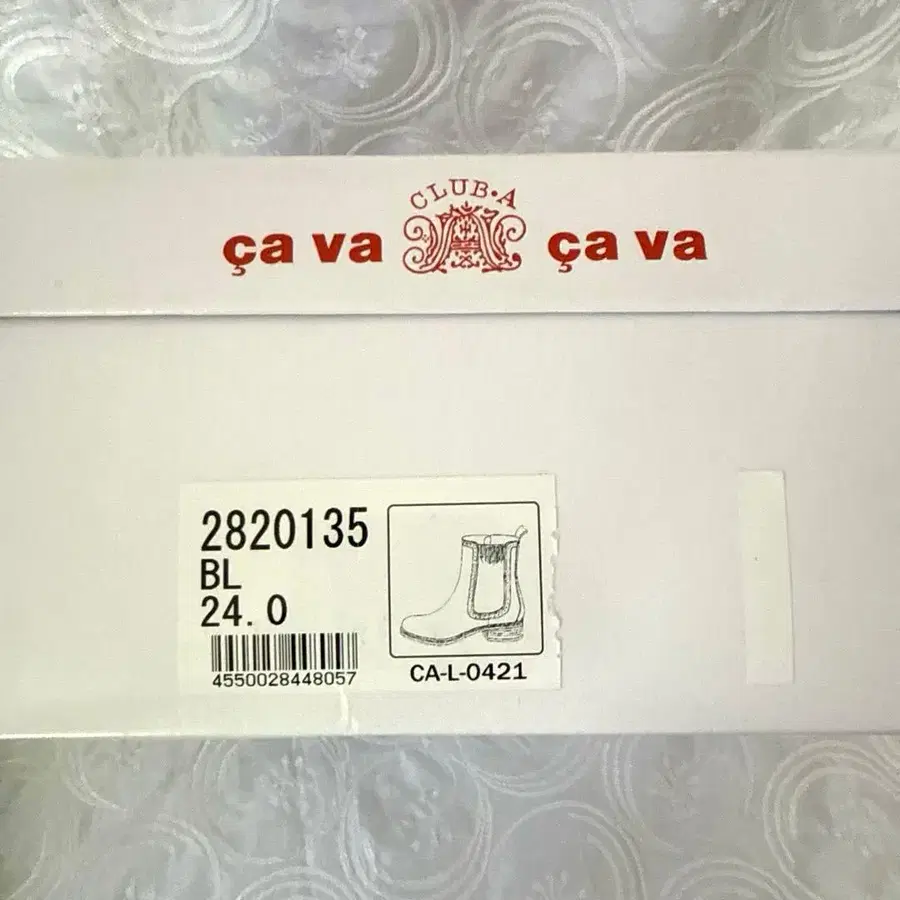 CLUB•A
ça va ça va
2820135
BL
24.0
4550028448057
CA-L-0421